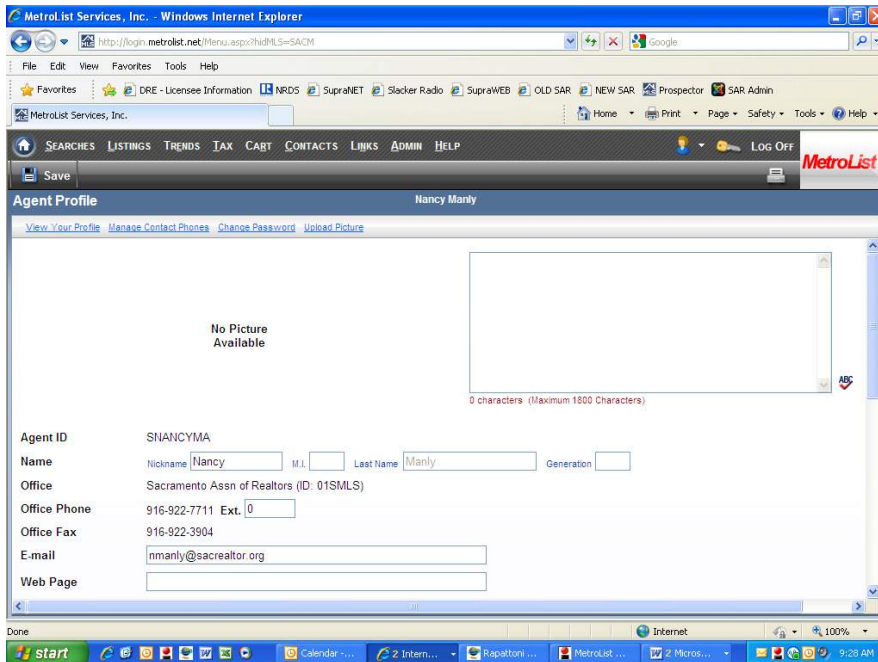 MetroList Services, Inc. - Windows Internet Explorer
http://login.metrolist.net/Menu.aspx?hidMLS=SACM
Google
File Edit View Favorites Tools Help
Favorites DRE - Licensee Information NRDS SupraNET Slacker Radio SupraWEB OLD SAR NEW SAR Prospector SAR Admin
MetroList Services, Inc. Home Print Page Safety Tools Help
SEARCHES LISTINGS TRENDS TAX CART CONTACTS LINKS ADMIN HELP LOG OFF
MetroList
Save
Agent Profile Nancy Manly
View Your Profile Manage Contact Phones Change Password Upload Picture
No Picture
Available
ABC
0 characters (Maximum 1800 Characters)
Agent ID SNANCYMA
Name Nickname Nancy M.I. Last Name Manly Generation
Office Sacramento Assn of Realtors (ID: 01SMLS)
Office Phone 916-922-7711 Ext. 0
Office Fax 916-922-3904
E-mail nmanly@sacrealtor.org
Web Page
Done Internet 100%
start Calendar -... 2 Intern... Rapattoni ... MetroList ... 2 Micros... 9:28 AM